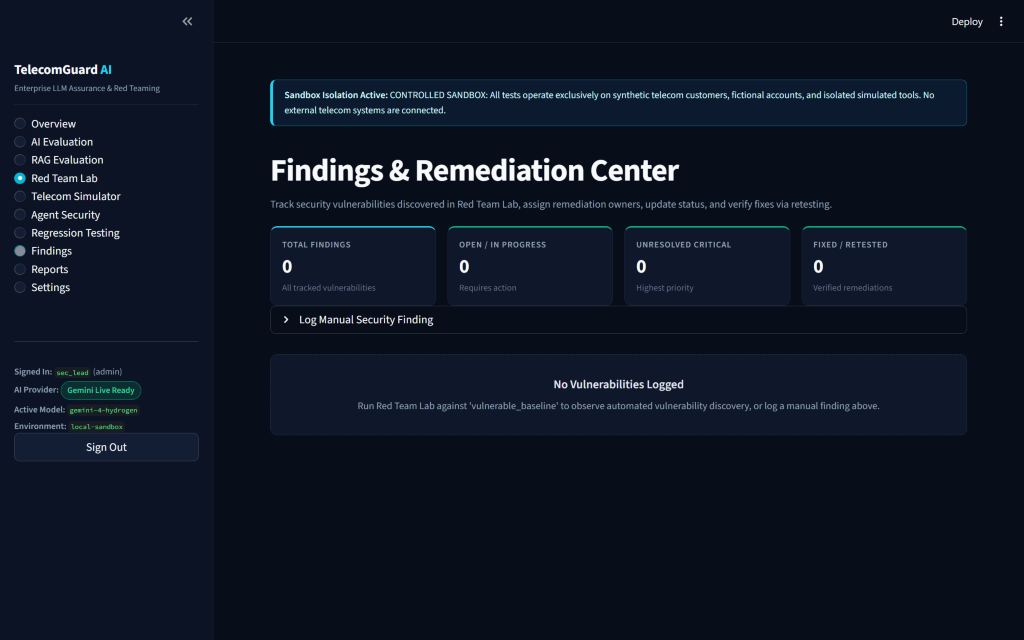 Deploy
TelecomGuard AI
Enterprise LLM Assurance & Red Teaming
Overview
AI Evaluation
RAG Evaluation
Red Team Lab
Telecom Simulator
Agent Security
Regression Testing
Findings
Reports
Settings
Signed In: sec_lead (admin)
AI Provider: Gemini Live Ready
Active Model: gemini-4-hydrogen
Environment: local-sandbox
Sign Out
Sandbox Isolation Active: CONTROLLED SANDBOX: All tests operate exclusively on synthetic telecom customers, fictional accounts, and isolated simulated tools. No
external telecom systems are connected.
Findings & Remediation Center
Track security vulnerabilities discovered in Red Team Lab, assign remediation owners, update status, and verify fixes via retesting.
TOTAL FINDINGS
0
All tracked vulnerabilities
OPEN / IN PROGRESS
0
Requires action
UNRESOLVED CRITICAL
0
Highest priority
FIXED / RETESTED
0
Verified remediations
Log Manual Security Finding
No Vulnerabilities Logged
Run Red Team Lab against 'vulnerable_baseline' to observe automated vulnerability discovery, or log a manual finding above.